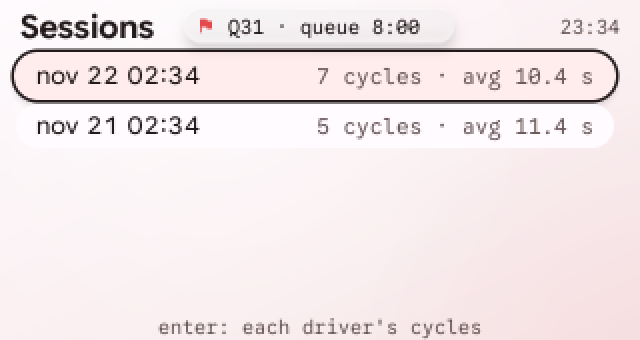 Sessions
Q31 · queue 8:00
23:34
nov 22 02:34 7 cycles · avg 10.4 s
nov 21 02:34 5 cycles · avg 11.4 s
enter: each driver's cycles